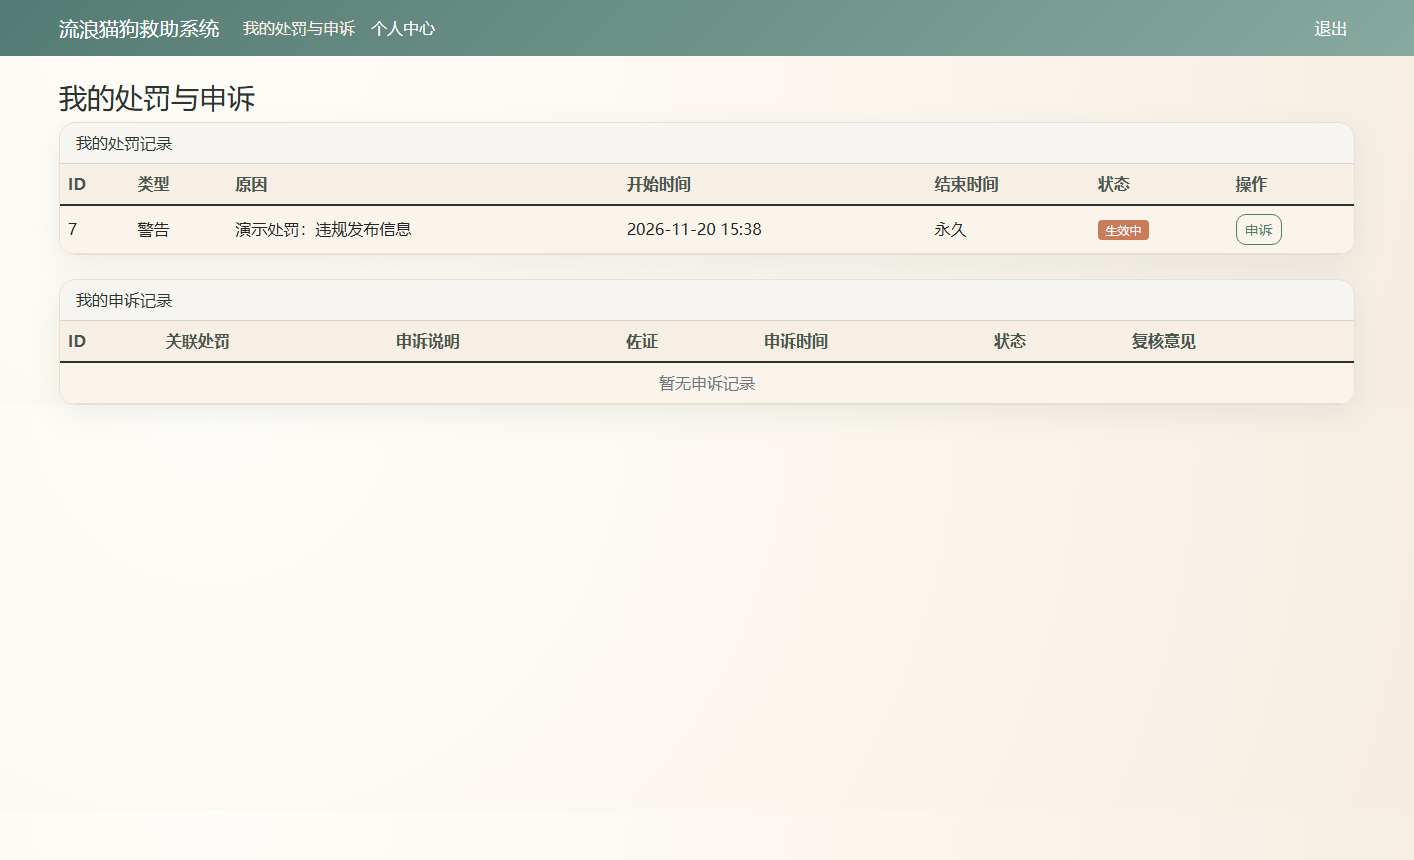 流浪猫狗救助系统 我的处罚与申诉 个人中心 退出
我的处罚与申诉
我的处罚记录
ID 类型 原因 开始时间 结束时间 状态 操作
7 警告 演示处罚：违规发布信息 2026-11-20 15:38 永久 生效中 申诉
我的申诉记录
ID 关联处罚 申诉说明 佐证 申诉时间 状态 复核意见
暂无申诉记录